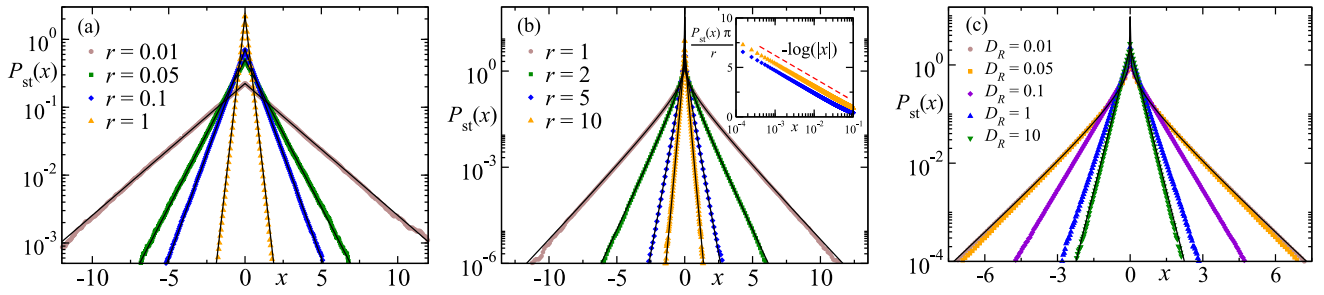 (a)
P_st(x)
r = 0.01
r = 0.05
r = 0.1
r = 1
10^0
10^-1
10^-2
10^-3
-10 -5 0 5 10
x
(b)
P_st(x)
r = 1
r = 2
r = 5
r = 10
10^0
10^-3
10^-6
-10 -5 0 5 10
x
P_st(x) π
r
-log(|x|)
10
5
0
10^-4 10^-3 10^-2 10^-1
x
(c)
P_st(x)
D_R = 0.01
D_R = 0.05
D_R = 0.1
D_R = 1
D_R = 10
10^0
10^-2
10^-4
-6 -3 0 3 6
x